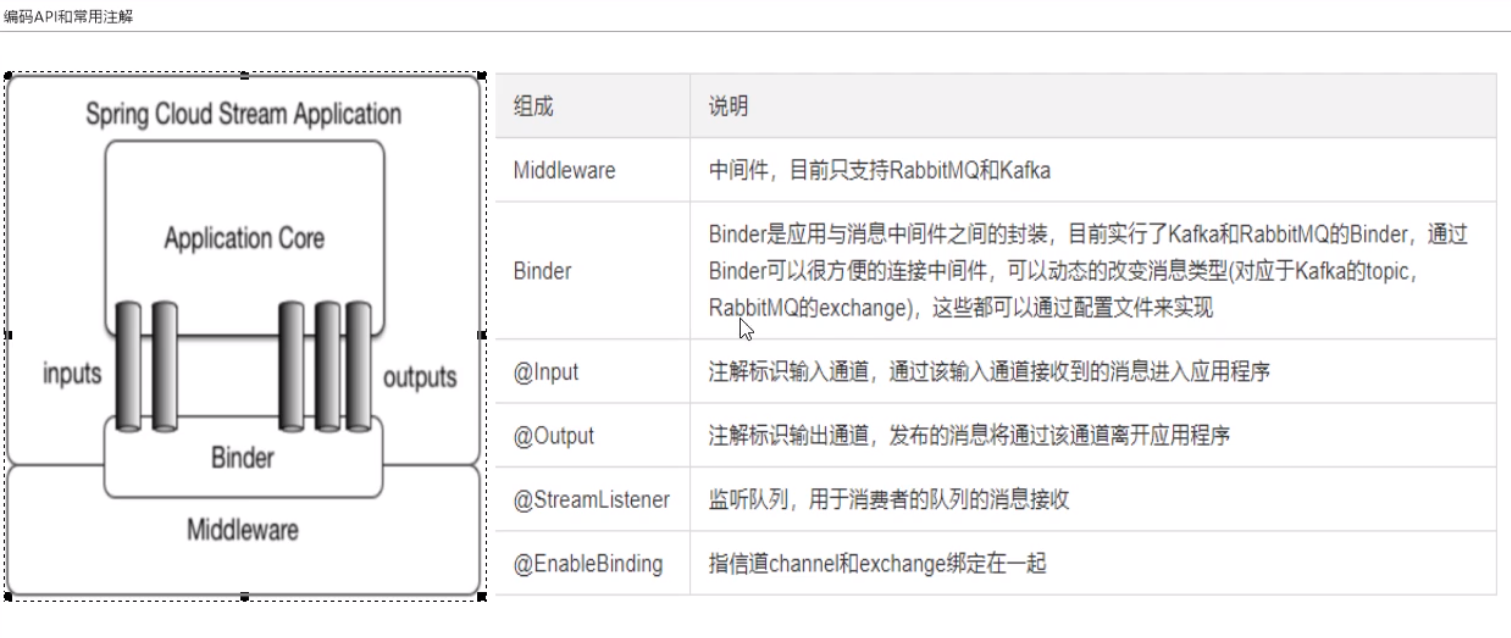 编码API和常用注解
Spring Cloud Stream Application
Application Core
inputs
outputs
Binder
Middleware
组成
说明
Middleware
中间件，目前只支持RabbitMQ和Kafka
Binder
Binder是应用与消息中间件之间的封装，目前实行了Kafka和RabbitMQ的Binder，通过
Binder可以很方便的连接中间件，可以动态的改变消息类型(对应于Kafka的topic，
RabbitMQ的exchange)，这些都可以通过配置文件来实现
@Input
注解标识输入通道，通过该输入通道接收到的消息进入应用程序
@Output
注解标识输出通道，发布的消息将通过该通道离开应用程序
@StreamListener
监听队列，用于消费者的队列的消息接收
@EnableBinding
指信道channel和exchange绑定在一起